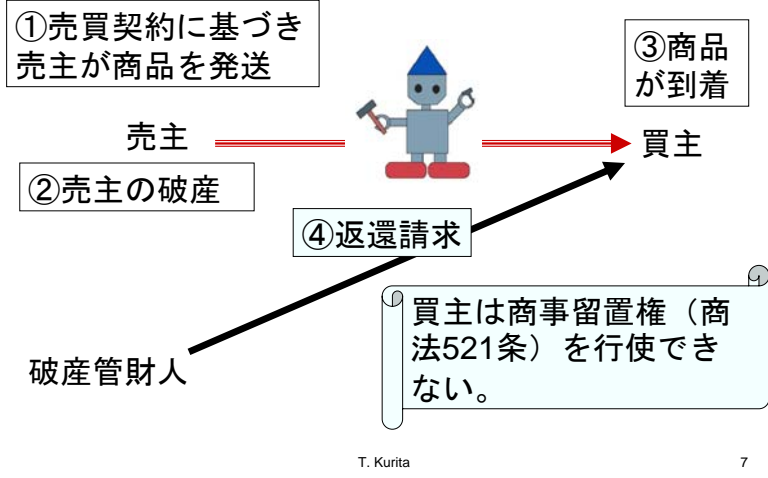 ①売買契約に基づき
売主が商品を発送
③商品
が到着
売主
買主
②売主の破産
④返還請求
買主は商事留置権（商
法521条）を行使でき
ない。
破産管財人
T. Kurita
7